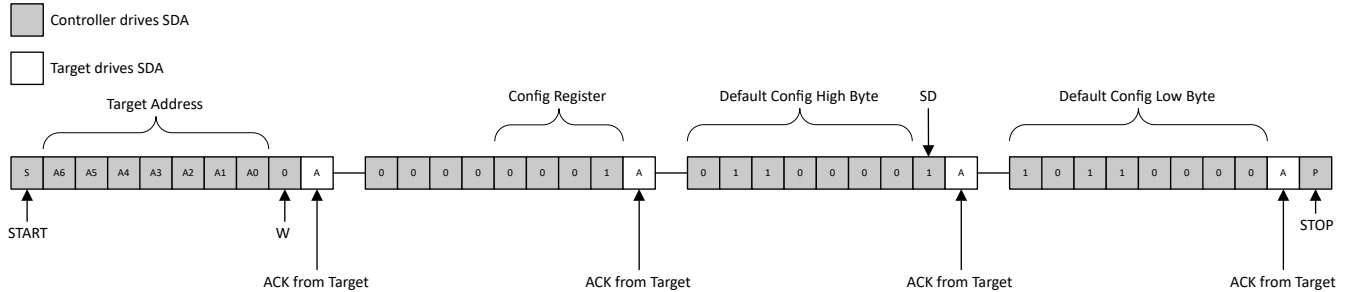 Controller drives SDA
Target drives SDA
Target Address
Config Register
Default Config High Byte
SD
Default Config Low Byte
S A6 A5 A4 A3 A2 A1 A0 0 A 0 0 0 0 0 0 0 1 A 0 1 1 0 0 0 0 1 A 1 0 1 1 0 0 0 0 A P
START
W
STOP
ACK from Target
ACK from Target
ACK from Target
ACK from Target